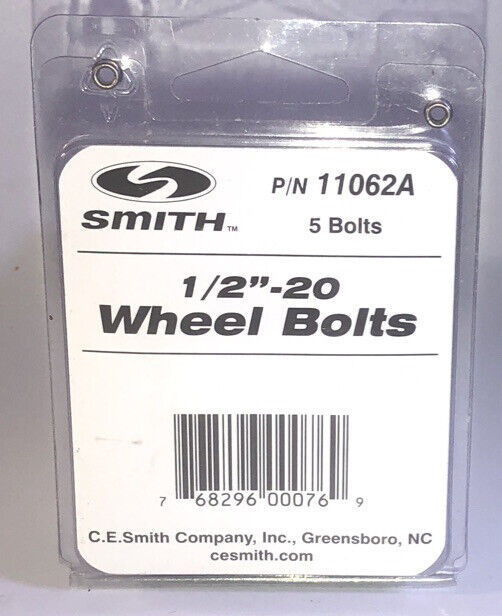 SMITH™
P/N 11062A
5 Bolts
1/2”-20
Wheel Bolts
7 68296 00076 9
C.E.Smith Company, Inc., Greensboro, NC
cesmith.com